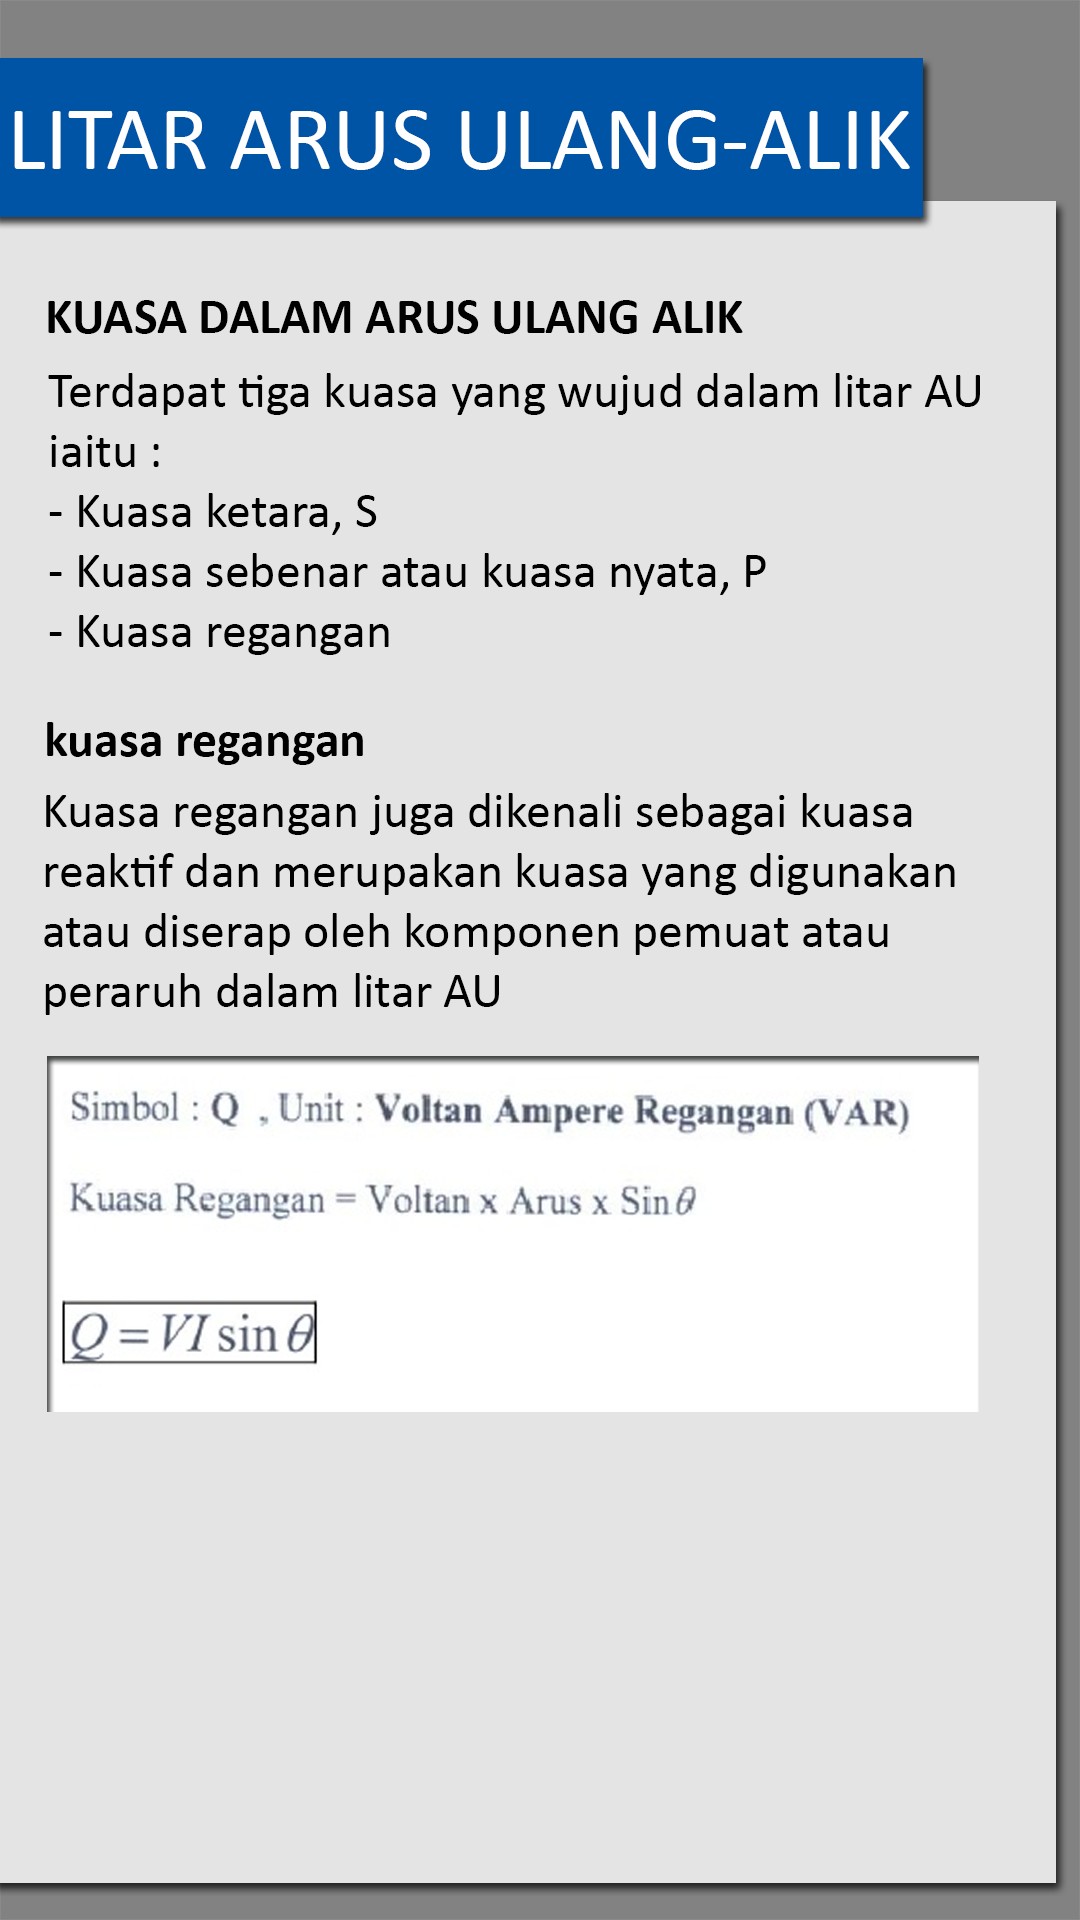 LITAR ARUS ULANG-ALIK
KUASA DALAM ARUS ULANG ALIK
Terdapat tiga kuasa yang wujud dalam litar AU
iaitu :
- Kuasa ketara, S
- Kuasa sebenar atau kuasa nyata, P
- Kuasa regangan
kuasa regangan
Kuasa regangan juga dikenali sebagai kuasa
reaktif dan merupakan kuasa yang digunakan
atau diserap oleh komponen pemuat atau
peraruh dalam litar AU
Simbol : Q , Unit : Voltan Ampere Regangan (VAR)
Kuasa Regangan = Voltan x Arus x Sinθ
Q = VI sin θ